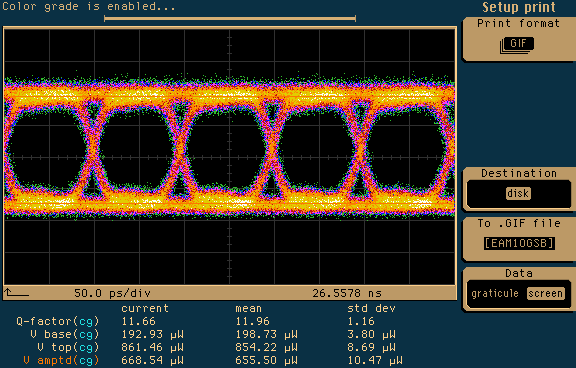 Color grade is enabled...
Setup print
Print format
GIF
Destination
disk
To .GIF file
[EAM10GSB]
Data
graticule screen
50.0 ps/div 26.5578 ns
current mean std dev
Q-factor(cg) 11.66 11.96 1.16
V base(cg) 192.93 µW 198.73 µW 3.80 µW
V top(cg) 861.46 µW 854.22 µW 8.69 µW
V amptd(cg) 668.54 µW 655.50 µW 10.47 µW